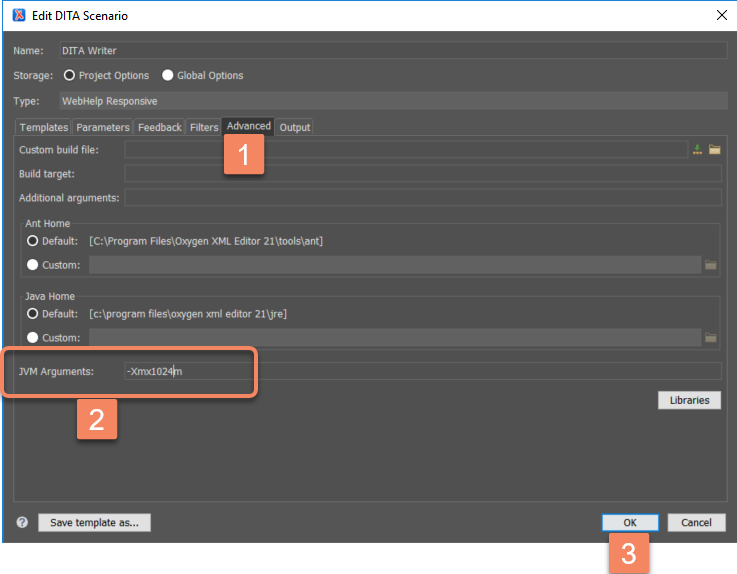 Edit DITA Scenario
Name: DITA Writer
Storage: Project Options Global Options
Type: WebHelp Responsive
Templates Parameters Feedback Filters Advanced Output
1
Custom build file:
Build target:
Additional arguments:
Ant Home
Default: [C:\Program Files\Oxygen XML Editor 21\tools\ant]
Custom:
Java Home
Default: [c:\program files\oxygen xml editor 21\jre]
Custom:
JVM Arguments: -Xmx1024m
2
Libraries
? Save template as... OK Cancel
3